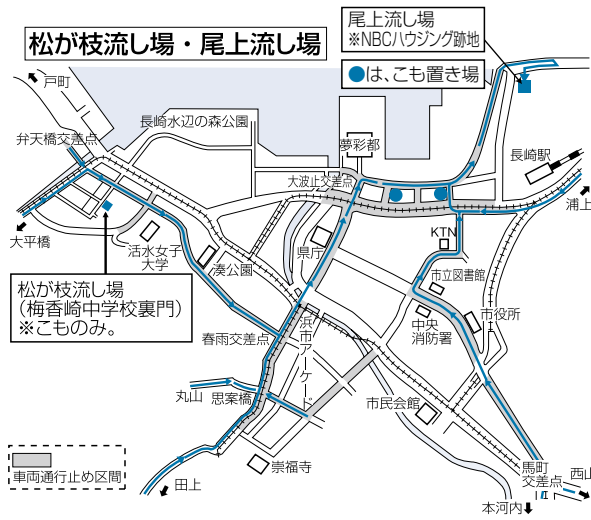 松が枝流し場・尾上流し場
尾上流し場
※NBCハウジング跡地
●は、こも置き場
戸町
長崎水辺の森公園
弁天橋交差点
夢彩都
長崎駅
大波止交差点
浦上
大平橋
活水女子
大学
湊公園
県庁
KTN
市立図書館
松が枝流し場
(梅香崎中学校裏門)
※こものみ。
中央
消防署
市役所
春雨交差点
浜市アーケード
丸山
思案橋
市民会館
車両通行止め区間
崇福寺
田上
馬町
交差点
西山
本河内